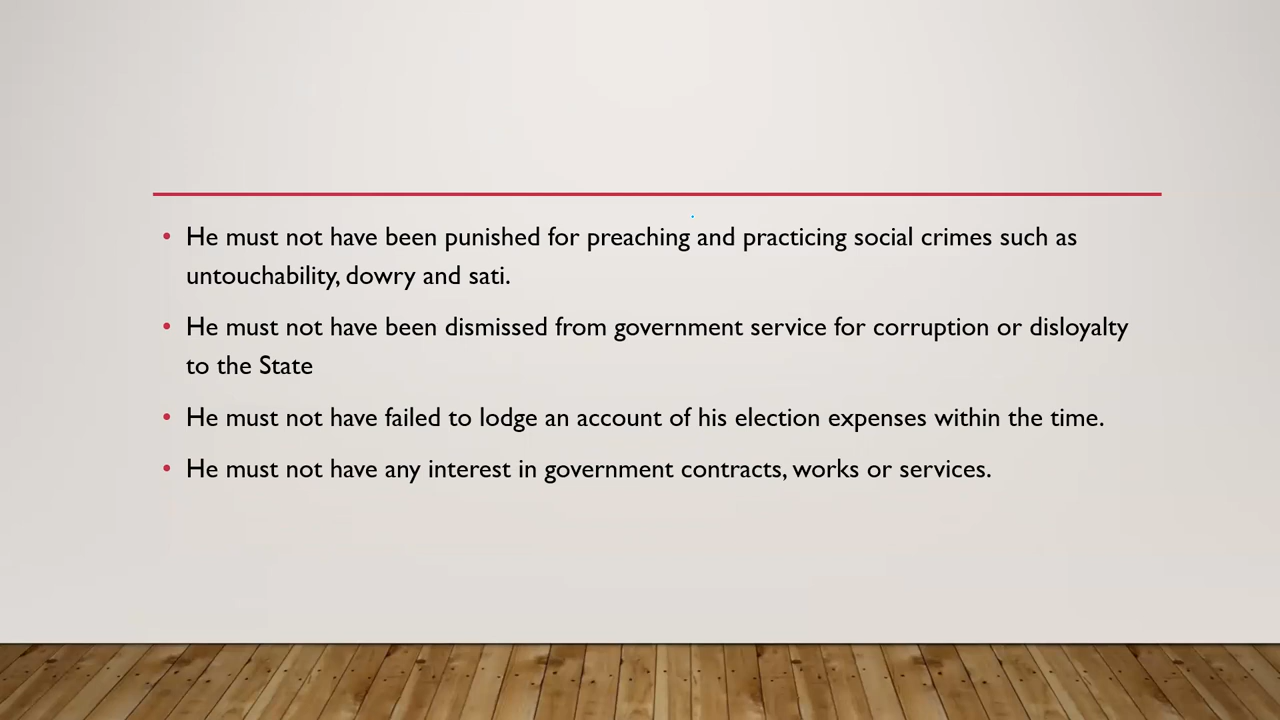 • He must not have been punished for preaching and practicing social crimes such as
untouchability, dowry and sati.
• He must not have been dismissed from government service for corruption or disloyalty
to the State
• He must not have failed to lodge an account of his election expenses within the time.
• He must not have any interest in government contracts, works or services.